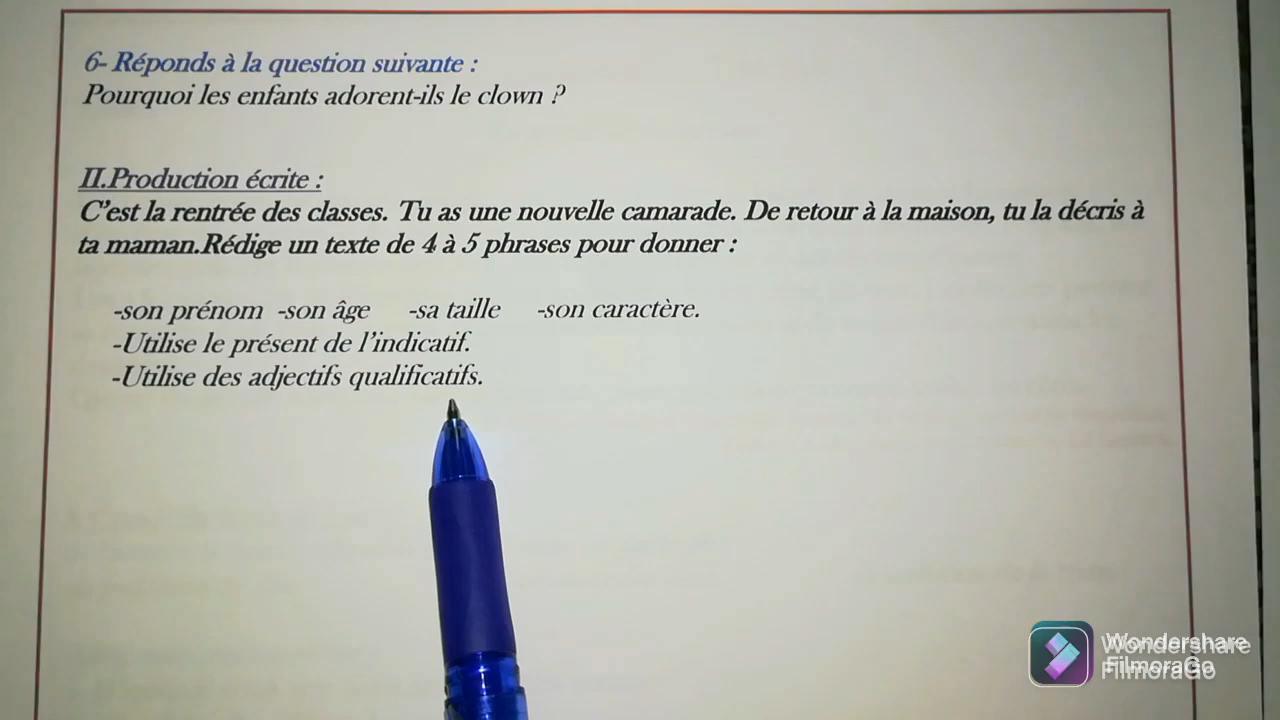 6- Réponds à la question suivante :
Pourquoi les enfants adorent-ils le clown ?
II.Production écrite :
C'est la rentrée des classes. Tu as une nouvelle camarade. De retour à la maison, tu la décris à
ta maman.Rédige un texte de 4 à 5 phrases pour donner :
-son prénom -son âge -sa taille -son caractère.
-Utilise le présent de l'indicatif.
-Utilise des adjectifs qualificatifs.
Wondershare
FilmoraGo